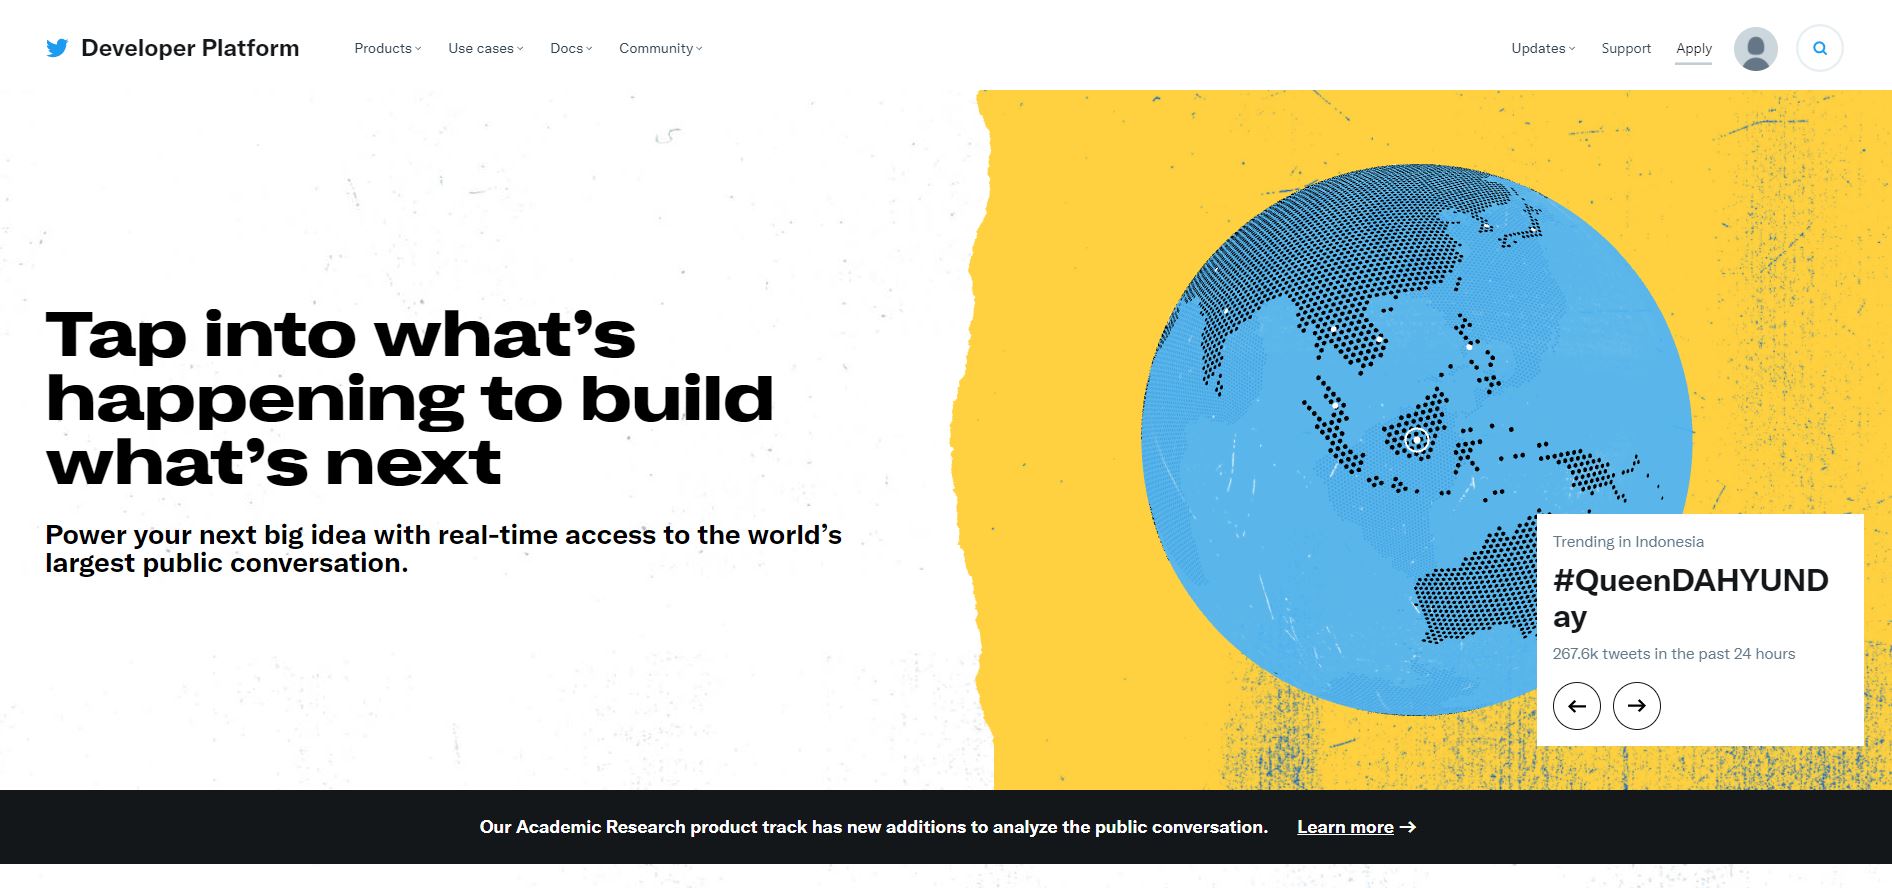 Developer Platform
Products Use cases Docs Community
Updates Support Apply
Tap into what’s
happening to build
what’s next
Power your next big idea with real-time access to the world’s
largest public conversation.
Trending in Indonesia
#QueenDAHYUND
ay
267.6k tweets in the past 24 hours
Our Academic Research product track has new additions to analyze the public conversation. Learn more →